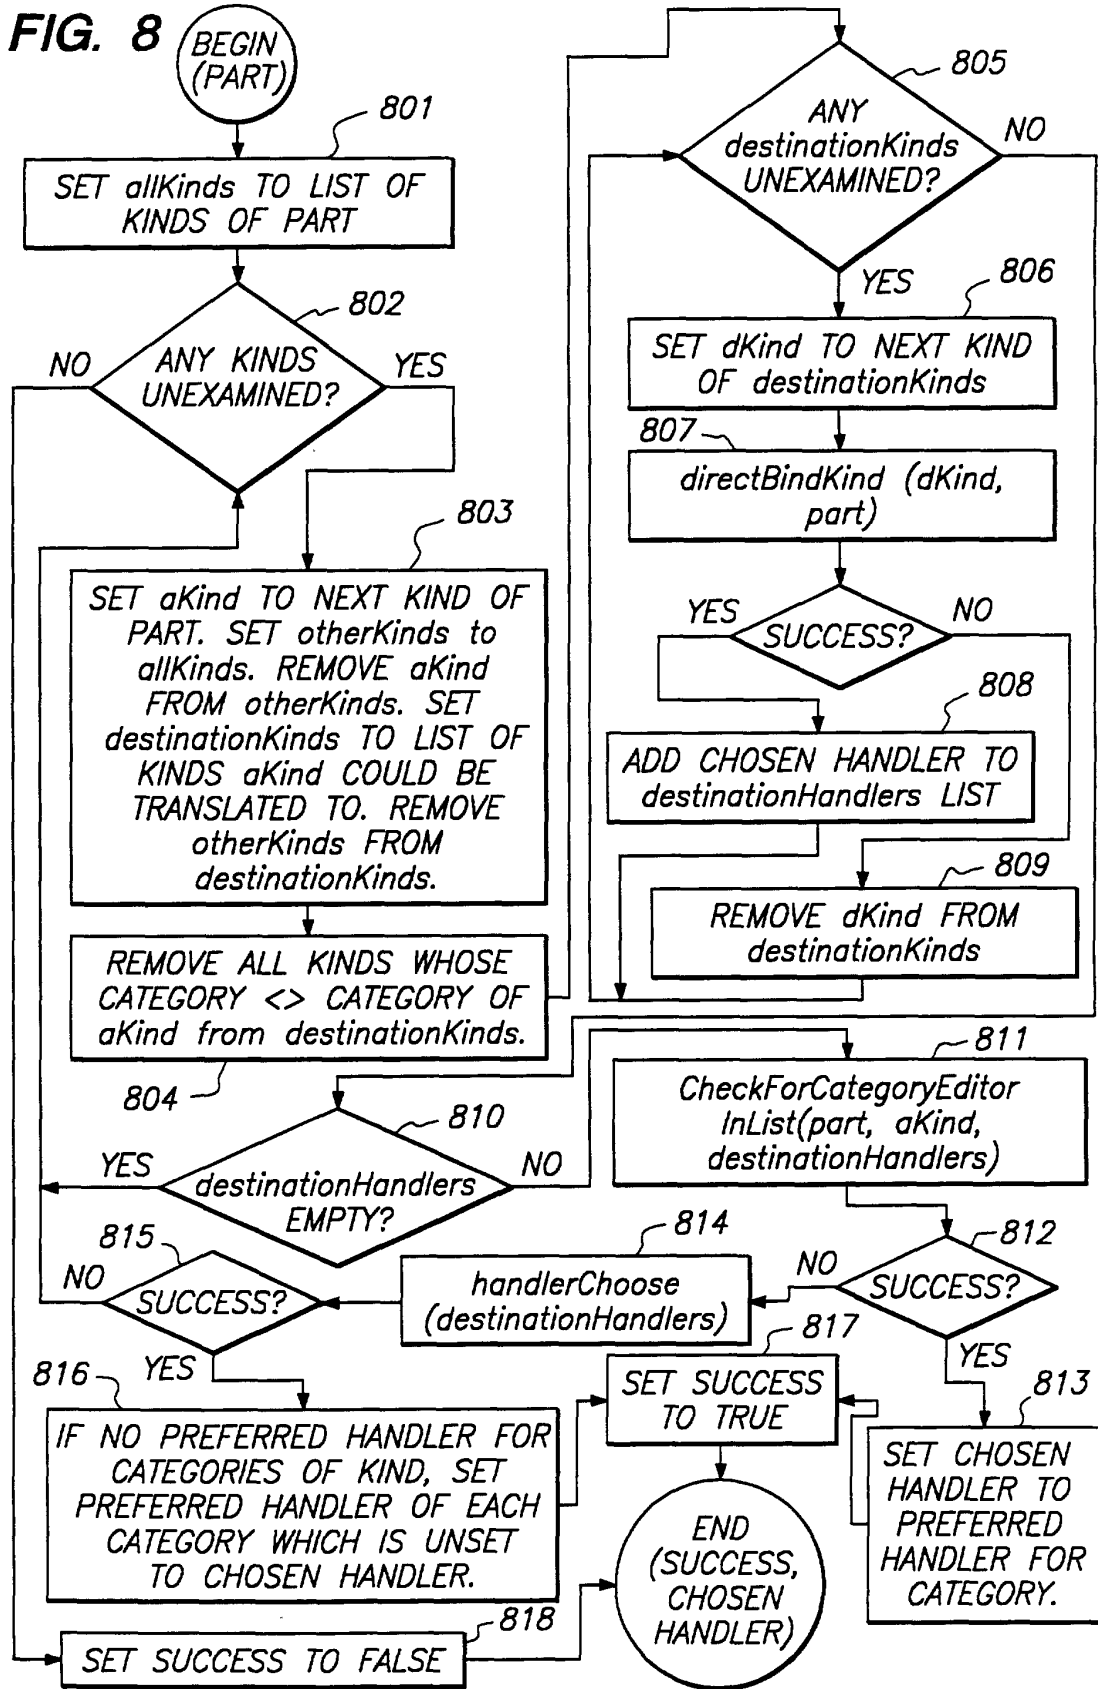 FIG. 8
BEGIN
(PART)
801
SET allKinds TO LIST OF
KINDS OF PART
802
NO
ANY KINDS
UNEXAMINED?
YES
803
SET aKind TO NEXT KIND OF
PART. SET otherKinds to
allKinds. REMOVE aKind
FROM otherKinds. SET
destinationKinds TO LIST OF
KINDS aKind COULD BE
TRANSLATED TO. REMOVE
otherKinds FROM
destinationKinds.
REMOVE ALL KINDS WHOSE
CATEGORY <> CATEGORY OF
aKind from destinationKinds.
804
805
ANY
destinationKinds
UNEXAMINED?
NO
YES
806
SET dKind TO NEXT KIND
OF destinationKinds
807
directBindKind (dKind,
part)
YES
SUCCESS?
NO
808
ADD CHOSEN HANDLER TO
destinationHandlers LIST
809
REMOVE dKind FROM
destinationKinds
810
YES
destinationHandlers
EMPTY?
NO
811
CheckForCategoryEditor
InList(part, aKind,
destinationHandlers)
812
NO
SUCCESS?
YES
813
SET CHOSEN
HANDLER TO
PREFERRED
HANDLER FOR
CATEGORY.
814
handlerChoose
(destinationHandlers)
815
NO
SUCCESS?
YES
816
IF NO PREFERRED HANDLER FOR
CATEGORIES OF KIND, SET
PREFERRED HANDLER OF EACH
CATEGORY WHICH IS UNSET
TO CHOSEN HANDLER.
817
SET SUCCESS
TO TRUE
818
SET SUCCESS TO FALSE
END
(SUCCESS,
CHOSEN
HANDLER)